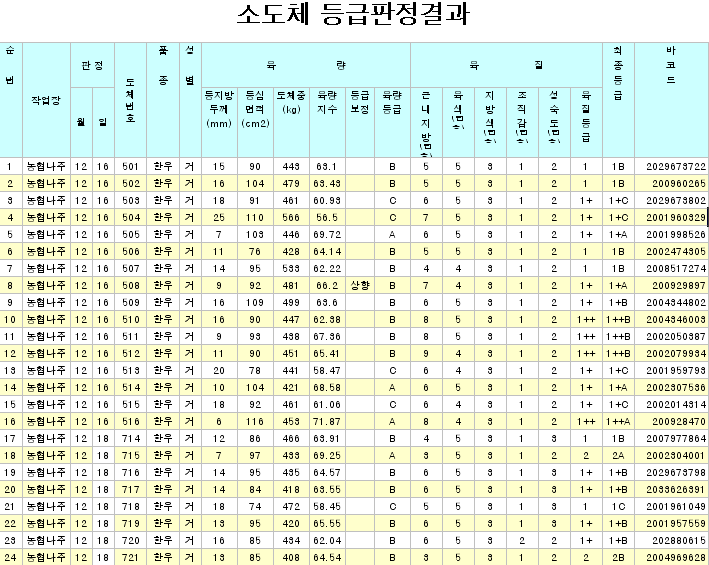 소도체 등급판정결과
순번 작업장 판정 월 일 도체번호 품종 성별 육 량 등지방두께(mm) 등심면적(cm2) 도체중(kg) 육량지수 등급보정 육량등급 육 질 근내지방(번호) 육색(번호) 지방색(번호) 조직감(번호) 성숙도(번호) 육질등급 최종등급 바코드
1 농협나주 12 16 501 한우 거 15 90 443 63.1 B 5 5 3 1 2 1 1B 2029673722
2 농협나주 12 16 502 한우 거 16 104 479 63.43 B 5 5 3 1 2 1 1B 200960265
3 농협나주 12 16 503 한우 거 18 91 461 60.93 C 6 5 3 1 2 1+ 1+C 2029673802
4 농협나주 12 16 504 한우 거 25 110 566 56.5 C 7 5 3 1 2 1+ 1+C 2001960329
5 농협나주 12 16 505 한우 거 7 103 446 69.72 A 6 5 3 1 2 1+ 1+A 2001998526
6 농협나주 12 16 506 한우 거 11 76 428 64.14 B 5 5 3 1 2 1 1B 2002474305
7 농협나주 12 16 507 한우 거 14 95 533 62.22 B 4 4 3 1 2 1 1B 2008517274
8 농협나주 12 16 508 한우 거 9 92 481 66.2 상향 B 7 4 3 1 2 1+ 1+A 200929897
9 농협나주 12 16 509 한우 거 16 109 499 63.6 B 6 5 3 1 2 1+ 1+B 2004344802
10 농협나주 12 16 510 한우 거 16 90 447 62.38 B 8 5 3 1 2 1++ 1++B 2004346003
11 농협나주 12 16 511 한우 거 9 93 438 67.36 B 8 5 3 1 2 1++ 1++B 2002050387
12 농협나주 12 16 512 한우 거 11 90 451 65.41 B 9 4 3 1 2 1++ 1++B 2002079934
13 농협나주 12 16 513 한우 거 20 78 441 58.47 C 6 4 3 1 2 1+ 1+C 2001959793
14 농협나주 12 16 514 한우 거 10 104 421 68.58 A 6 5 3 1 2 1+ 1+A 2002307536
15 농협나주 12 16 515 한우 거 18 92 461 61.06 C 6 4 3 1 2 1+ 1+C 2002014314
16 농협나주 12 16 516 한우 거 6 116 453 71.87 A 8 4 3 1 2 1++ 1++A 200928470
17 농협나주 12 18 714 한우 거 12 86 466 63.91 B 4 5 3 1 3 1 1B 2007977864
18 농협나주 12 18 715 한우 거 7 97 433 69.25 A 3 5 3 1 2 2 2A 2002304001
19 농협나주 12 18 716 한우 거 14 95 435 64.57 B 6 5 3 1 3 1+ 1+B 2029673798
20 농협나주 12 18 717 한우 거 14 84 418 63.55 B 6 5 3 1 3 1+ 1+B 2033626391
21 농협나주 12 18 718 한우 거 18 74 472 58.45 C 5 5 3 1 3 1 1C 2001961049
22 농협나주 12 18 719 한우 거 13 95 420 65.55 B 6 5 3 1 3 1+ 1+B 2001957559
23 농협나주 12 18 720 한우 거 16 85 434 62.04 B 6 5 3 2 2 1+ 1+B 202880615
24 농협나주 12 18 721 한우 거 13 85 408 64.54 B 3 5 3 1 2 2 2B 2004969628